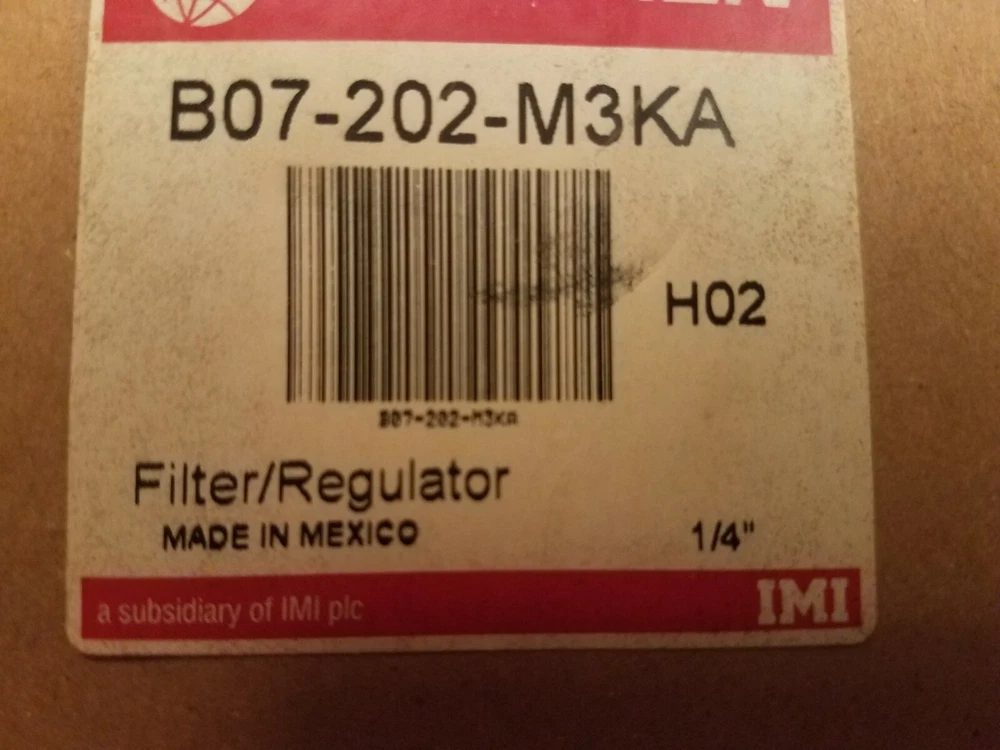 B07-202-M3KA
H02
B07-202-M3KA
Filter/Regulator
MADE IN MEXICO
1/4"
a subsidiary of IMI plc
IMI